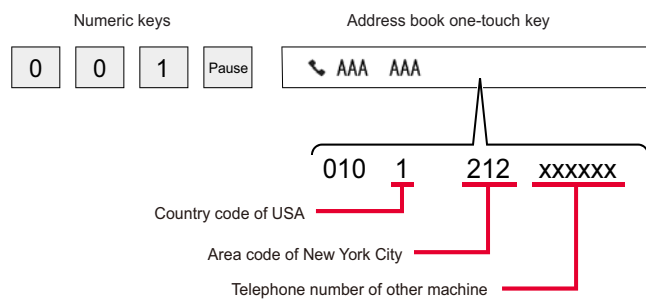 Numeric keys Address book one-touch key
0 0 1 Pause AAA AAA
010 1 212 xxxxxx
Country code of USA
Area code of New York City
Telephone number of other machine